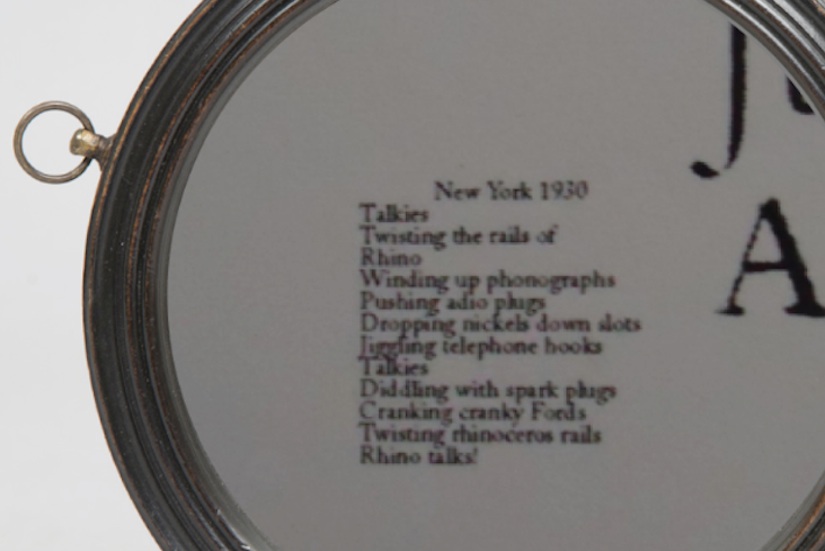 New York 1930
Talkies
Twisting the rails of
Rhino
Winding up phonographs
Pushing adio plugs
Dropping nickels down slots
Jiggling telephone hooks
Talkies
Diddling with spark plugs
Cranking cranky Fords
Twisting rhinoceros rails
Rhino talks!
J
A